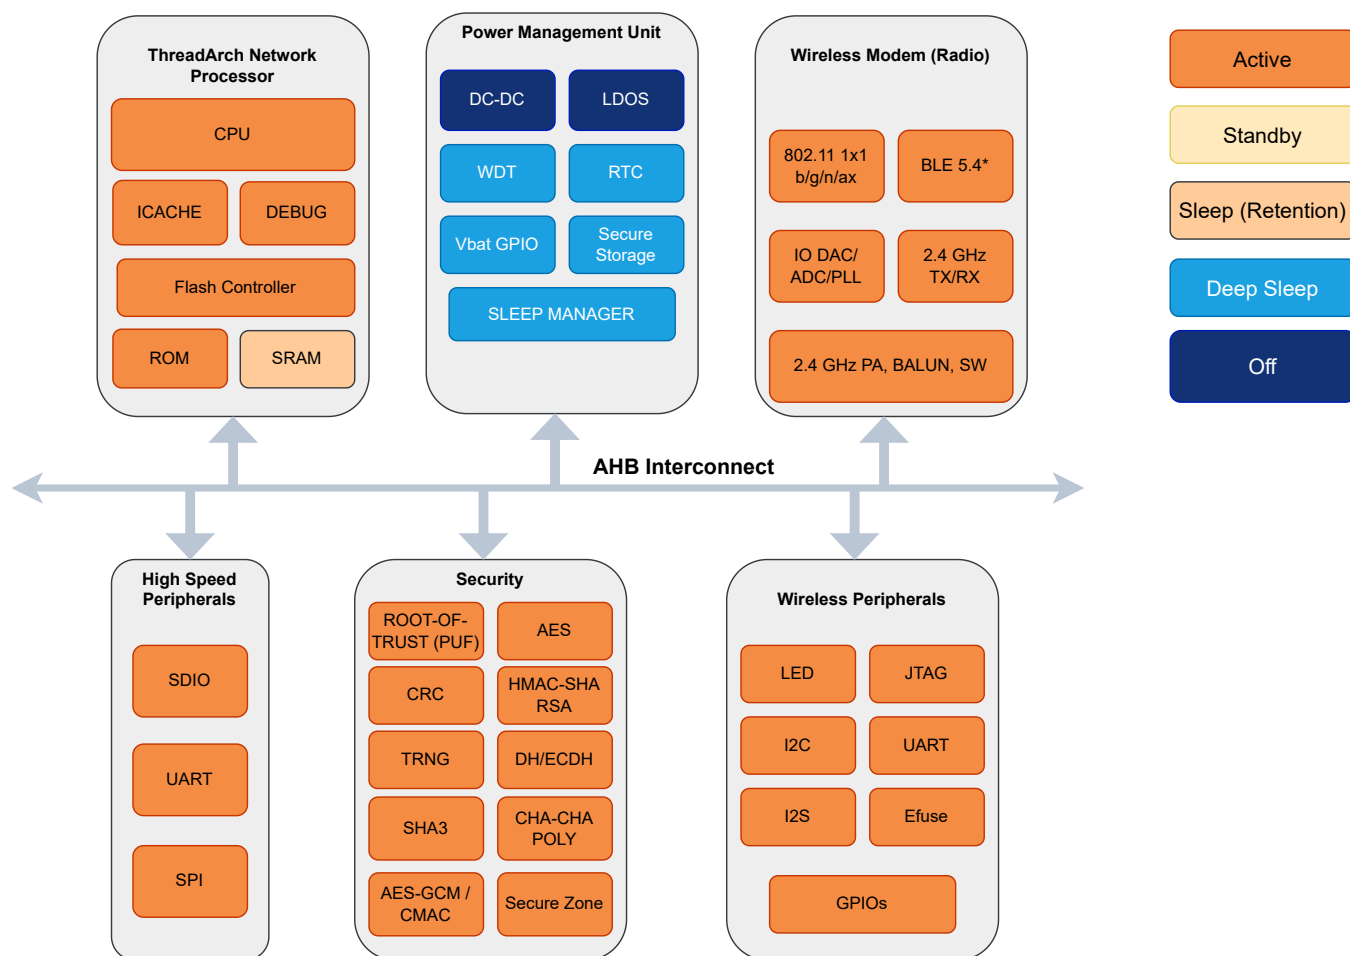 ThreadArch Network
Processor
CPU
ICACHE
DEBUG
Flash Controller
ROM
SRAM
Power Management Unit
DC-DC
LDOS
WDT
RTC
Vbat GPIO
Secure
Storage
SLEEP MANAGER
Wireless Modem (Radio)
802.11 1x1
b/g/n/ax
BLE 5.4*
IO DAC/
ADC/PLL
2.4 GHz
TX/RX
2.4 GHz PA, BALUN, SW
Active
Standby
Sleep (Retention)
Deep Sleep
Off
AHB Interconnect
High Speed
Peripherals
SDIO
UART
SPI
Security
ROOT-OF-
TRUST (PUF)
AES
CRC
HMAC-SHA
RSA
TRNG
DH/ECDH
SHA3
CHA-CHA
POLY
AES-GCM /
CMAC
Secure Zone
Wireless Peripherals
LED
JTAG
I2C
UART
I2S
Efuse
GPIOs